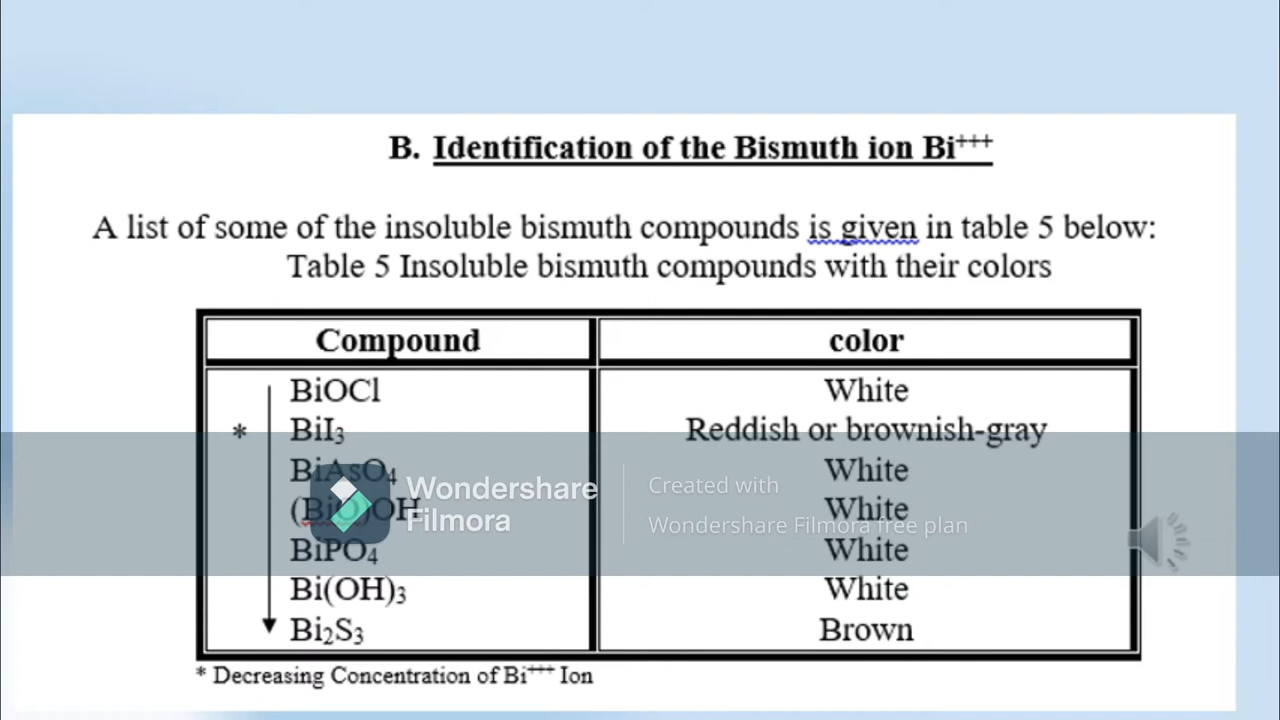 B. Identification of the Bismuth ion Bi⁺⁺⁺
A list of some of the insoluble bismuth compounds is given in table 5 below:
Table 5 Insoluble bismuth compounds with their colors
Compound color
BiOCl White
* BiI₃ Reddish or brownish-gray
BiAsO₄ White
Wondershare Created with
(BiO)OH White
Filmora Wondershare Filmora free plan
BiPO₄ White
Bi(OH)₃ White
Bi₂S₃ Brown
* Decreasing Concentration of Bi⁺⁺⁺ Ion